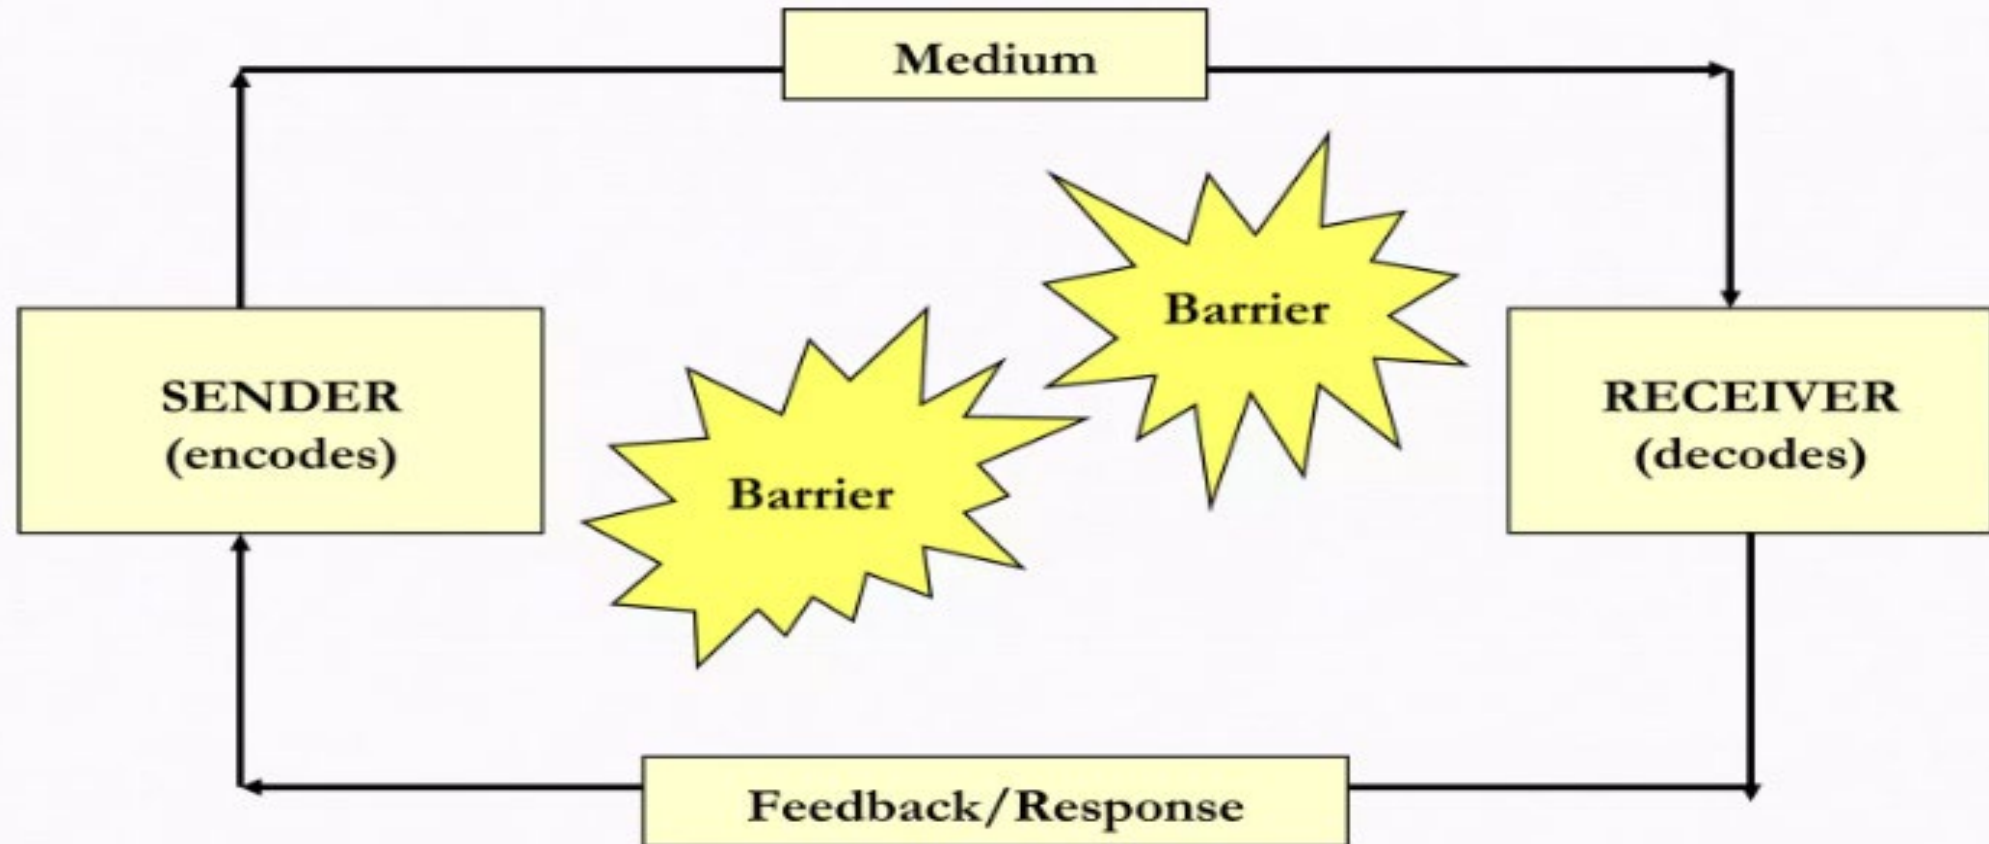 Medium
Barrier
SENDER
(encodes)
RECEIVER
(decodes)
Barrier
Feedback/Response